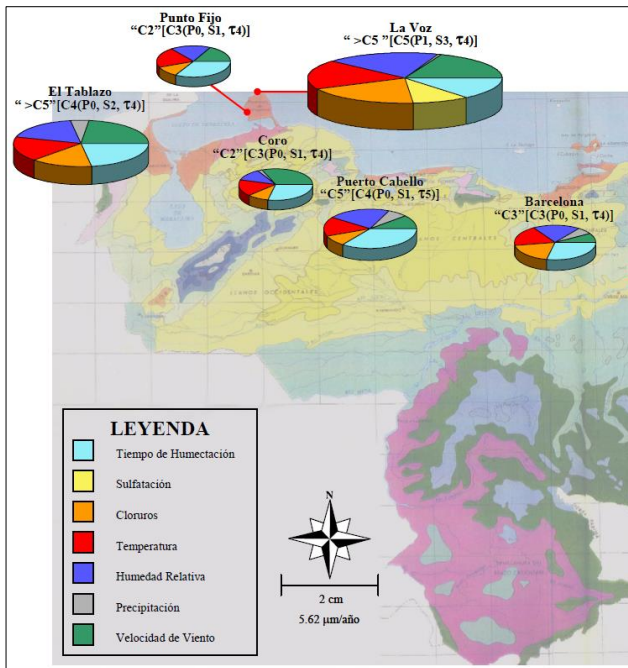 Punto Fijo
“C2”[C3(P0, S1, τ4)]
La Voz
“ >C5 ”[C5(P1, S3, τ4)]
El Tablazo
“ >C5”[C4(P0, S2, τ4)]
Coro
“C2”[C3(P0, S1, τ4)]
Puerto Cabello
“C5”[C4(P0, S1, τ5)]
Barcelona
“C3”[C3(P0, S1, τ4)]
LLANOS OCCIDENTALES
LEYENDA
Tiempo de Humectación
Sulfatación
Cloruros
Temperatura
Humedad Relativa
Precipitación
Velocidad de Viento
N
2 cm
5.62 µm/año